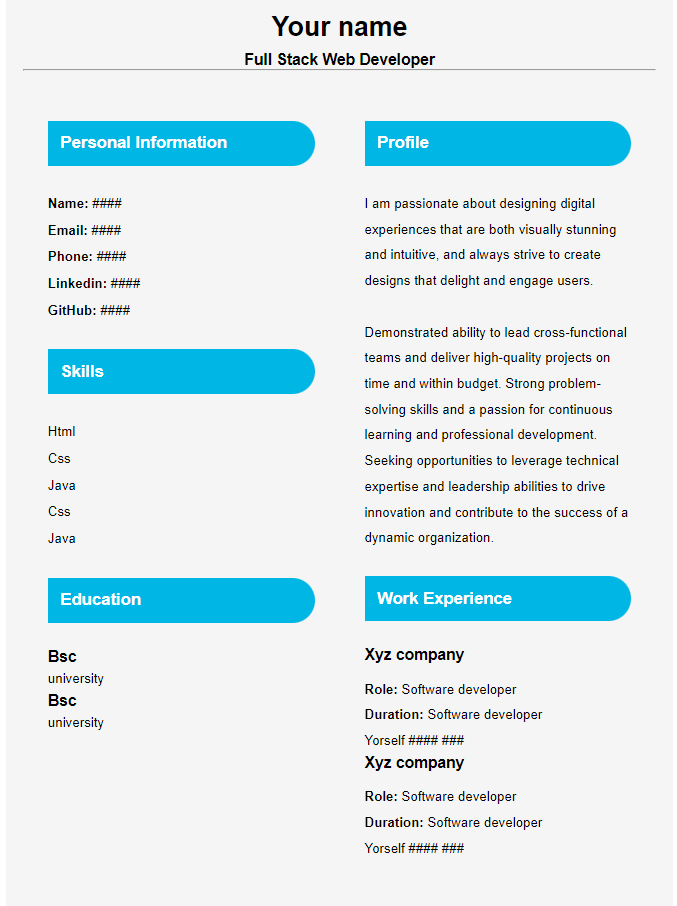 Your name
Full Stack Web Developer
Personal Information
Name: ####
Email: ####
Phone: ####
Linkedin: ####
GitHub: ####
Skills
Html
Css
Java
Css
Java
Education
Bsc
university
Bsc
university
Profile
I am passionate about designing digital
experiences that are both visually stunning
and intuitive, and always strive to create
designs that delight and engage users.
Demonstrated ability to lead cross-functional
teams and deliver high-quality projects on
time and within budget. Strong problem-
solving skills and a passion for continuous
learning and professional development.
Seeking opportunities to leverage technical
expertise and leadership abilities to drive
innovation and contribute to the success of a
dynamic organization.
Work Experience
Xyz company
Role: Software developer
Duration: Software developer
Yorself #### ###
Xyz company
Role: Software developer
Duration: Software developer
Yorself #### ###